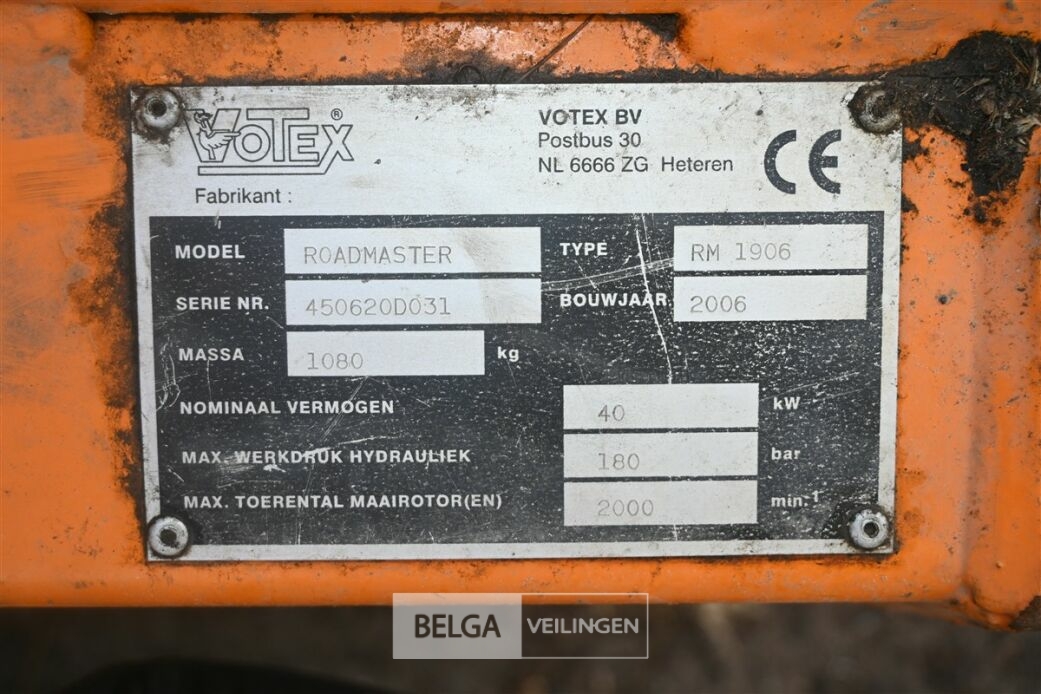 VOTEX®
VOTEX BV
Postbus 30
NL 6666 ZG Heteren
CE
Fabrikant :
MODEL ROADMASTER TYPE RM 1906
SERIE NR. 450620D031 BOUWJAAR 2006
MASSA 1080 kg
NOMINAAL VERMOGEN 40 kW
MAX. WERKDRUK HYDRAULIEK 180 bar
MAX. TOERENTAL MAAIROTOR(EN) 2000 min.-1
BELGA VEILINGEN